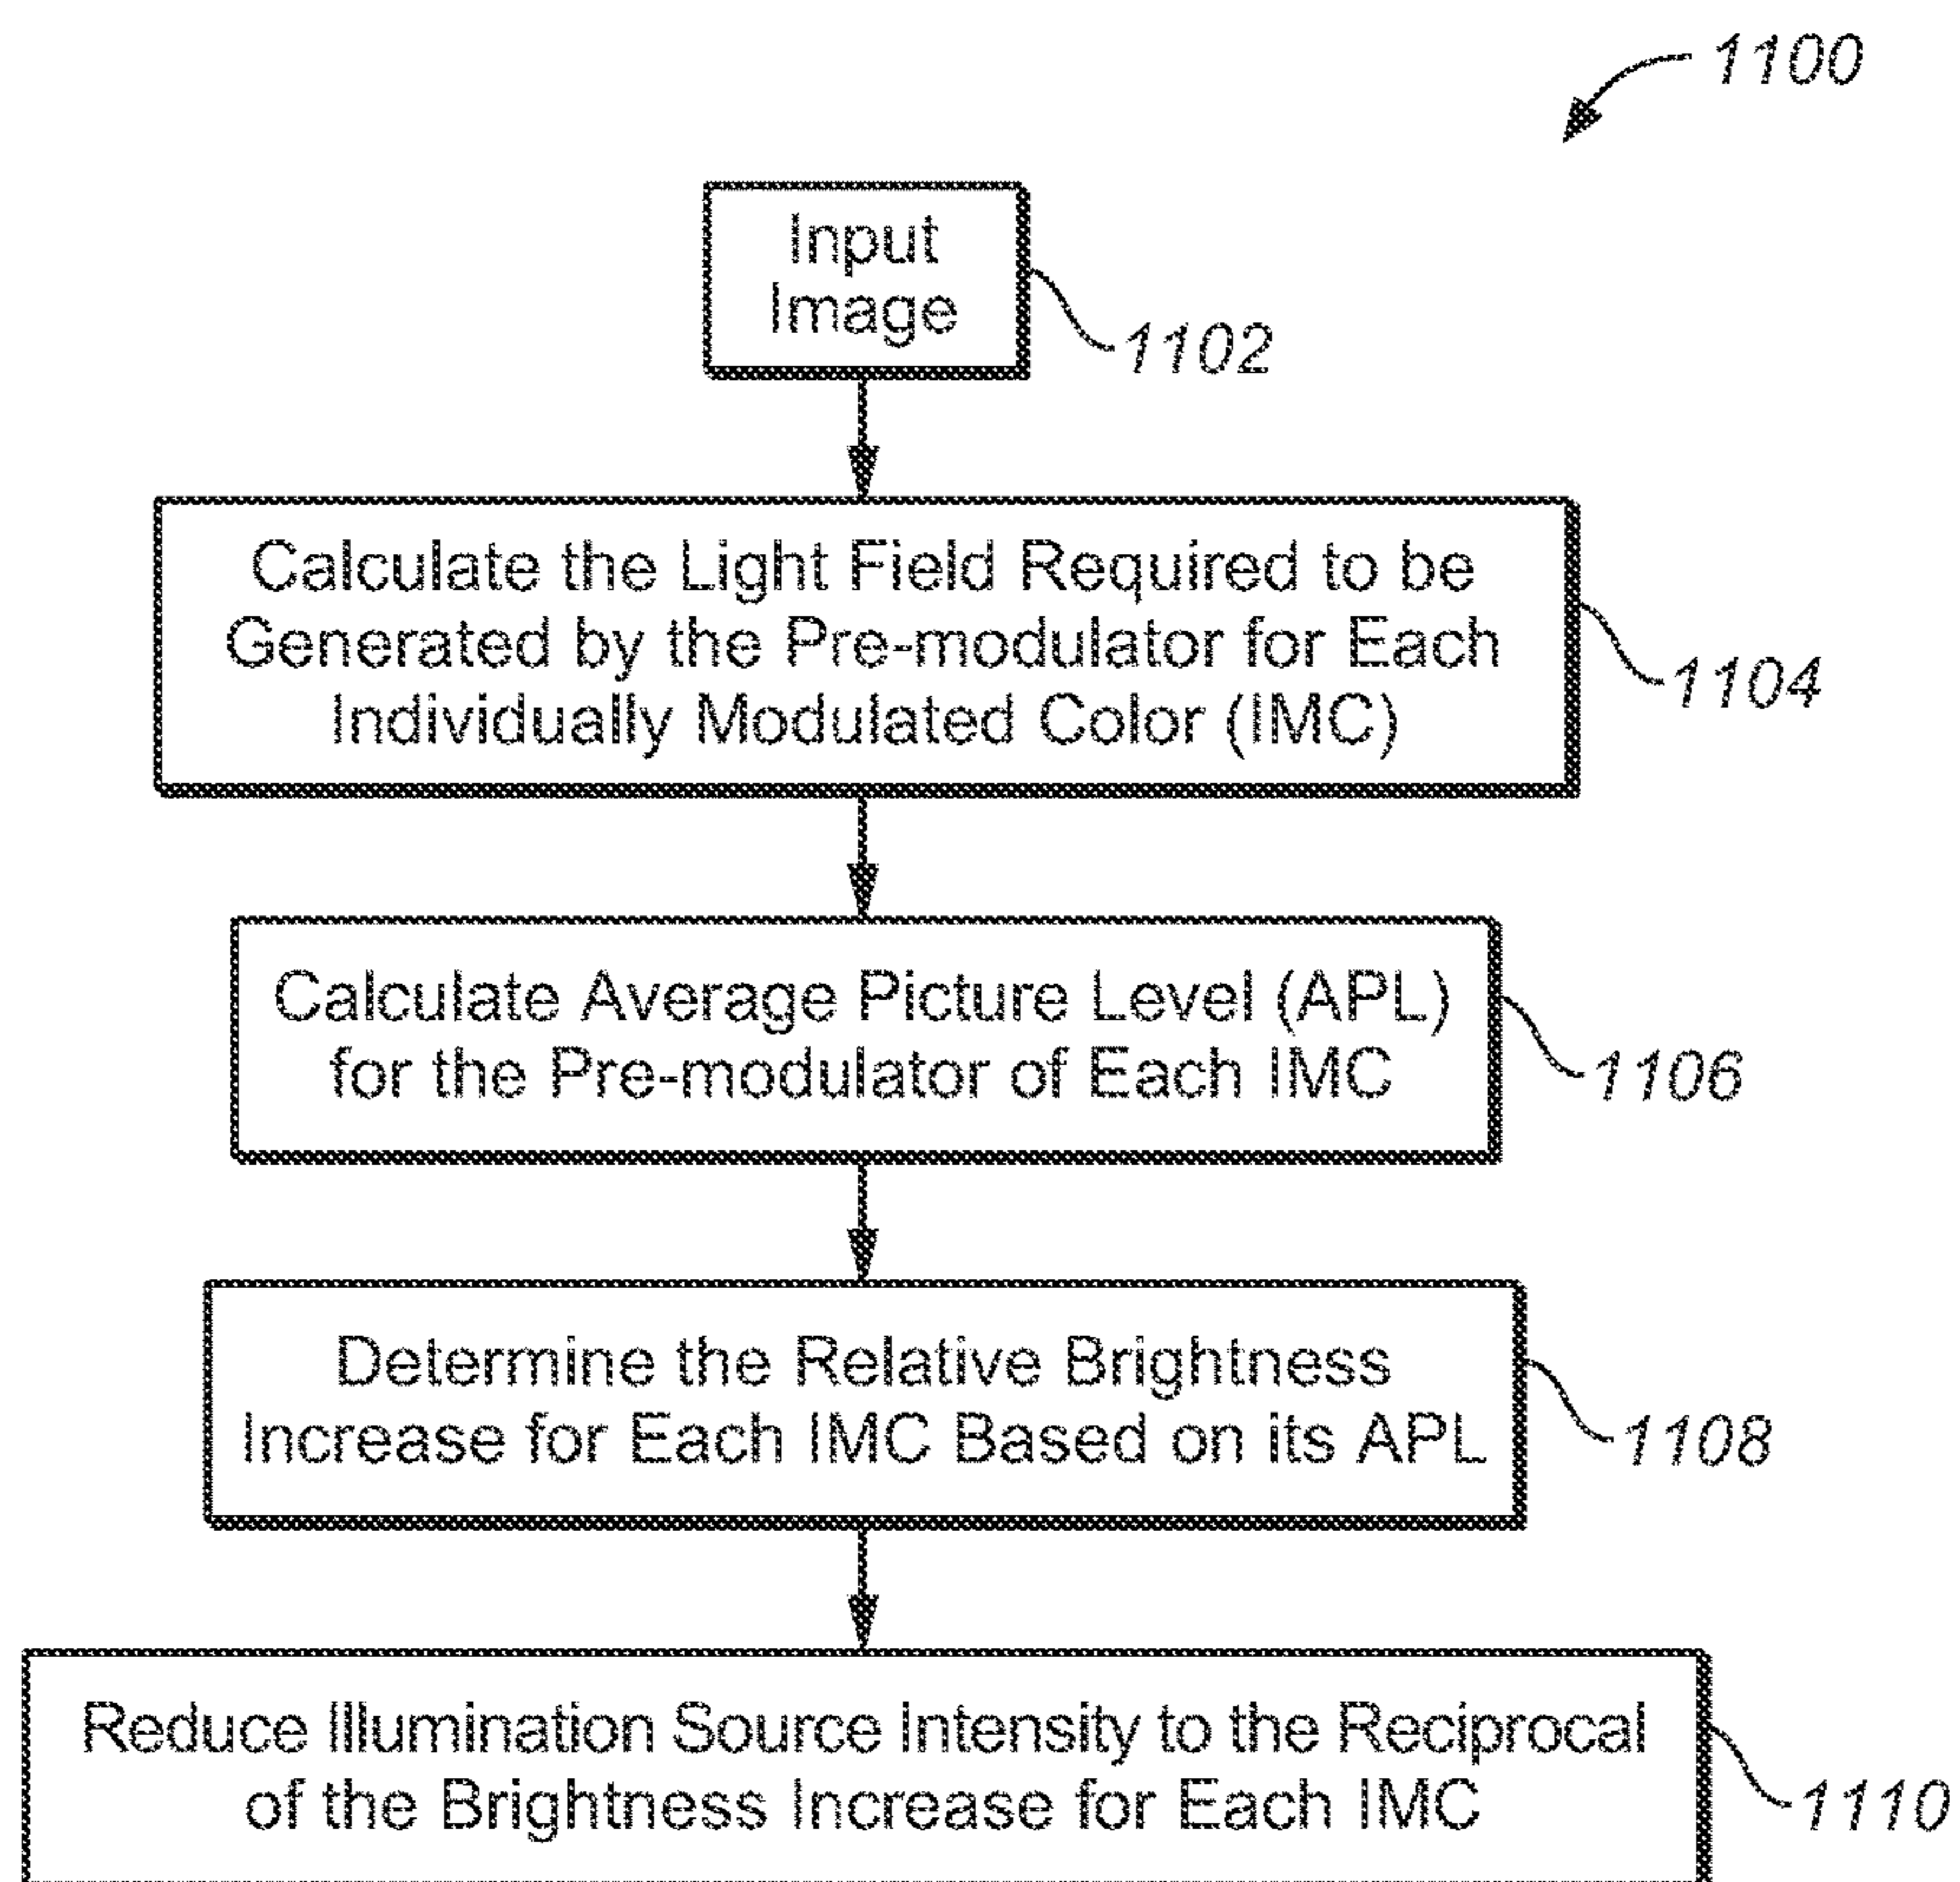 1100
Input
Image
1102
Calculate the Light Field Required to be
Generated by the Pre-modulator for Each
Individually Modulated Color (IMC)
1104
Calculate Average Picture Level (APL)
for the Pre-modulator of Each IMC
1106
Determine the Relative Brightness
Increase for Each IMC Based on its APL
1108
Reduce Illumination Source Intensity to the Reciprocal
of the Brightness Increase for Each IMC
1110